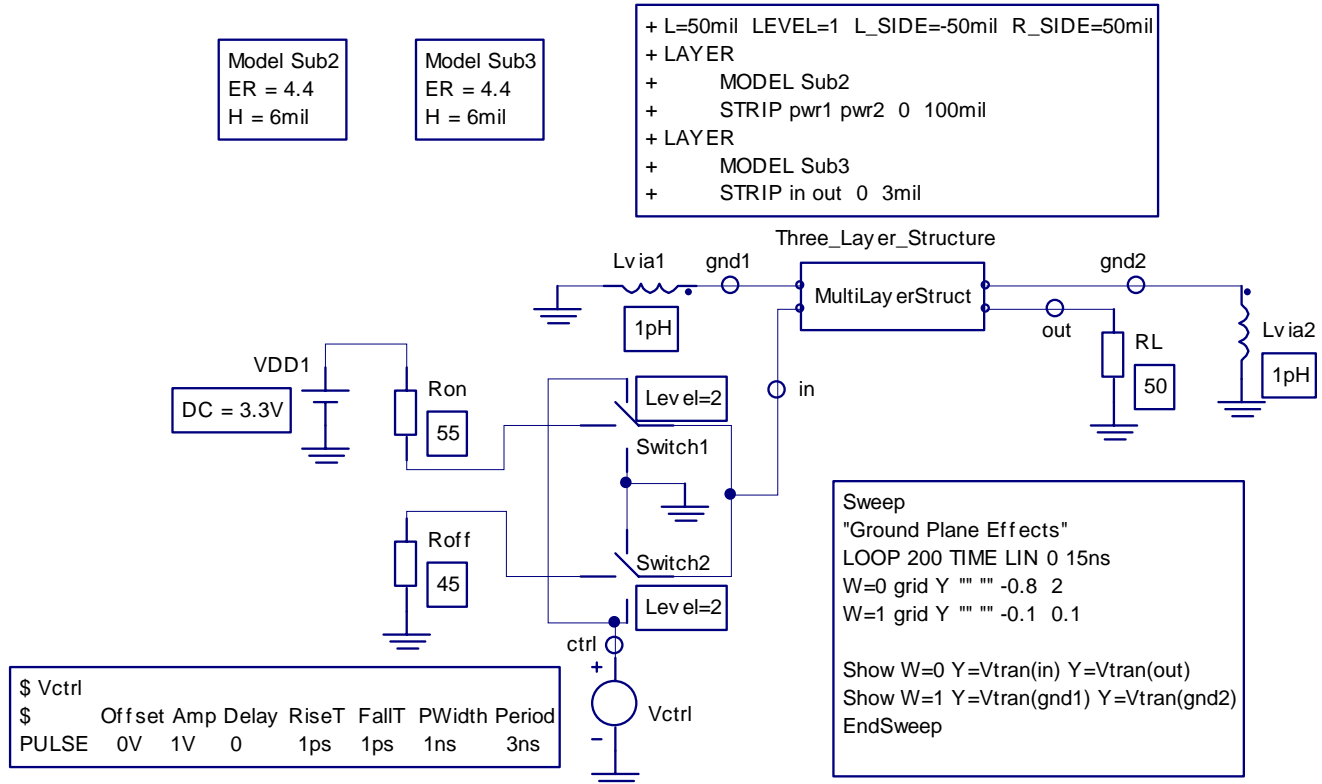 + L=50mil LEVEL=1 L_SIDE=-50mil R_SIDE=50mil
+ LAYER
+ MODEL Sub2
+ STRIP pwr1 pwr2 0 100mil
+ LAYER
+ MODEL Sub3
+ STRIP in out 0 3mil
Model Sub2
ER = 4.4
H = 6mil
Model Sub3
ER = 4.4
H = 6mil
Three_Layer_Structure
MultiLayerStruct
Lvia1
gnd1
1pH
gnd2
out
RL
50
Lvia2
1pH
VDD1
DC = 3.3V
Ron
55
Level=2
Switch1
in
Roff
45
Switch2
Level=2
ctrl
+
Vctrl
–
$ Vctrl
$ Offset Amp Delay RiseT FallT PWidth Period
PULSE 0V 1V 0 1ps 1ps 1ns 3ns
Sweep
"Ground Plane Effects"
LOOP 200 TIME LIN 0 15ns
W=0 grid Y "" "" -0.8 2
W=1 grid Y "" "" -0.1 0.1
Show W=0 Y=Vtran(in) Y=Vtran(out)
Show W=1 Y=Vtran(gnd1) Y=Vtran(gnd2)
EndSweep